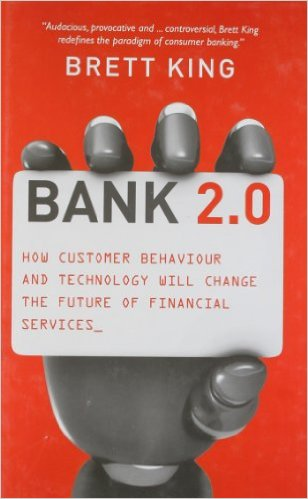 "Audacious, provocative and ... controversial, Brett King
redefines the paradigm of consumer banking."
BRETT KING
BANK 2.0
HOW CUSTOMER BEHAVIOUR
AND TECHNOLOGY WILL CHANGE
THE FUTURE OF FINANCIAL
SERVICES_